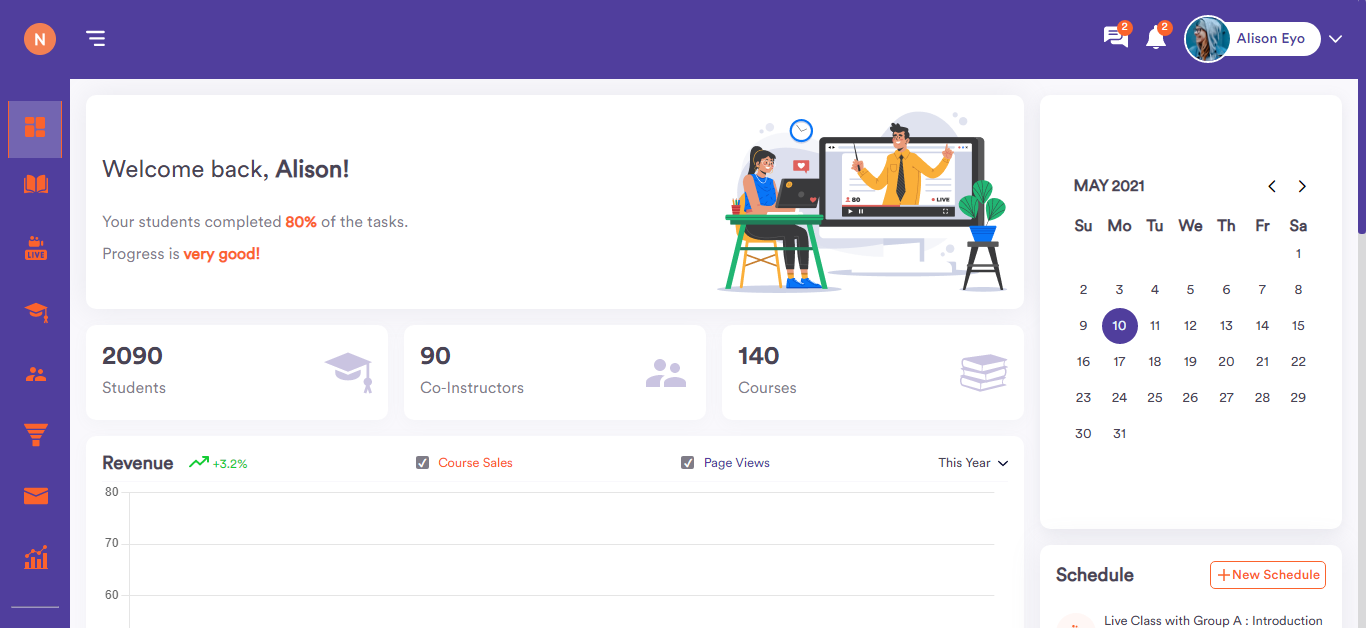 N
2
2
Alison Eyo
LIVE
Welcome back, Alison!
Your students completed 80% of the tasks.
Progress is very good!
80
LIVE
2090
Students
90
Co-Instructors
140
Courses
Revenue
+3.2%
Course Sales
Page Views
This Year
80
70
60
MAY 2021
Su Mo Tu We Th Fr Sa
1
2 3 4 5 6 7 8
9 10 11 12 13 14 15
16 17 18 19 20 21 22
23 24 25 26 27 28 29
30 31
Schedule
+ New Schedule
Live Class with Group A : Introduction